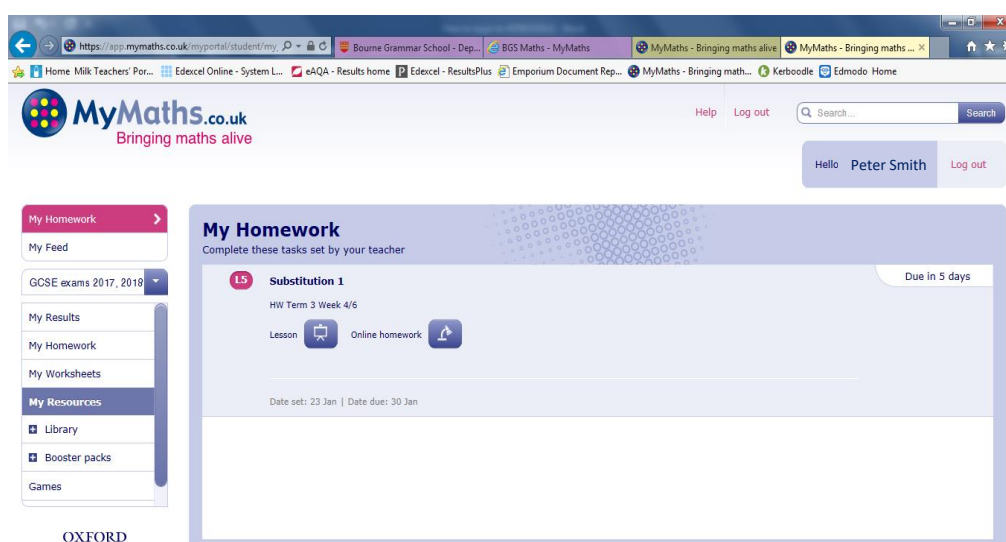 https://app.mymaths.co.uk/myportal/student/my_ Bourne Grammar School - Dep... BGS Maths - MyMaths MyMaths - Bringing maths alive MyMaths - Bringing maths ...
Home Milk Teachers' Por... Edexcel Online - System L... eAQA - Results home Edexcel - ResultsPlus Emporium Document Rep... MyMaths - Bringing math... Kerboodle Edmodo Home
MyMaths.co.uk
Bringing maths alive
Help Log out Search... Search
Hello Peter Smith Log out
My Homework
My Feed
GCSE exams 2017, 2018
My Results
My Homework
My Worksheets
My Resources
Library
Booster packs
Games
OXFORD
My Homework
Complete these tasks set by your teacher
L5 Substitution 1 Due in 5 days
HW Term 3 Week 4/6
Lesson Online homework
Date set: 23 Jan | Date due: 30 Jan